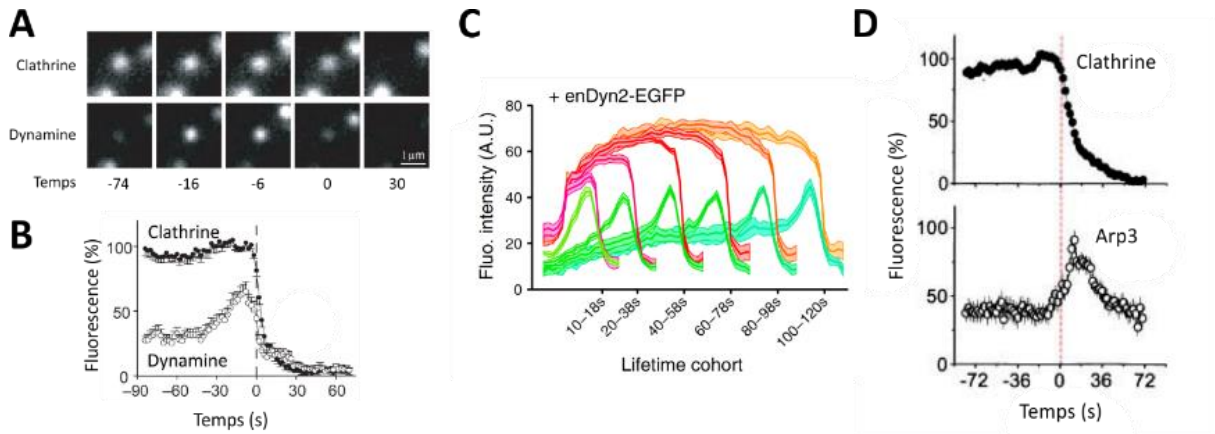 A
Clathrine
Dynamine
1 µm
Temps -74 -16 -6 0 30
B
Fluorescence (%)
100
50
0
Clathrine
Dynamine
−90 −60 −30 0 30 60
Temps (s)
C
+ enDyn2-EGFP
Fluo. intensity (A.U.)
80
60
40
20
0
10–18s 20–38s 40–58s 60–78s 80–98s 100–120s
Lifetime cohort
D
Fluorescence (%)
100
50
0
Clathrine
100
50
0
Arp3
-72 -36 0 36 72
Temps (s)